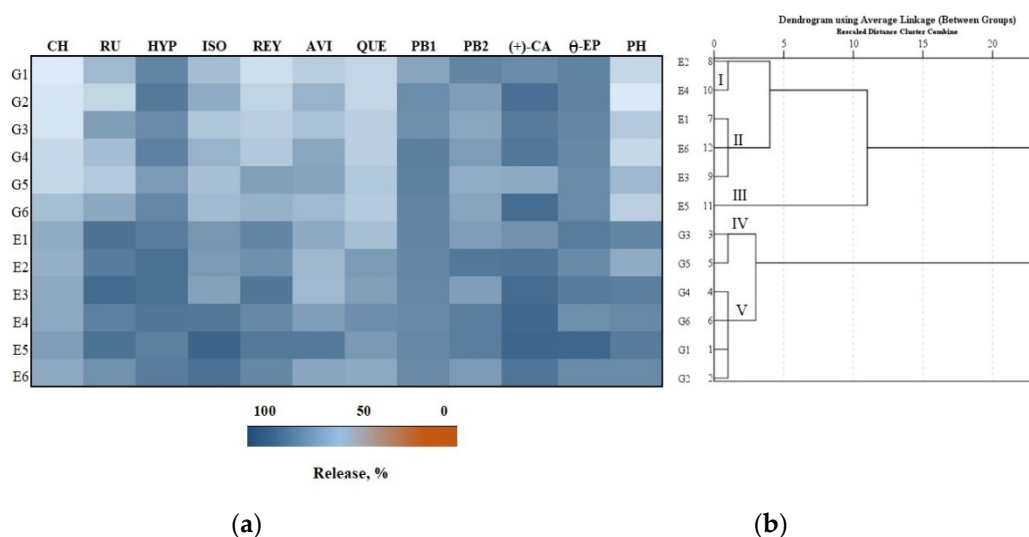 CH RU HYP ISO REY AVI QUE PB1 PB2 (+)-CA (-)-EP PH
G1
G2
G3
G4
G5
G6
E1
E2
E3
E4
E5
E6
100 50 0
Release, %
(a)
Dendrogram using Average Linkage (Between Groups)
Rescaled Distance Cluster Combine
0 5 10 15 20
E2 8
I
E4 10
E1 7
II
E6 12
E3 9
III
E5 11
IV
G3 3
G5 5
G4 4
V
G6 6
G1 1
G2 2
(b)